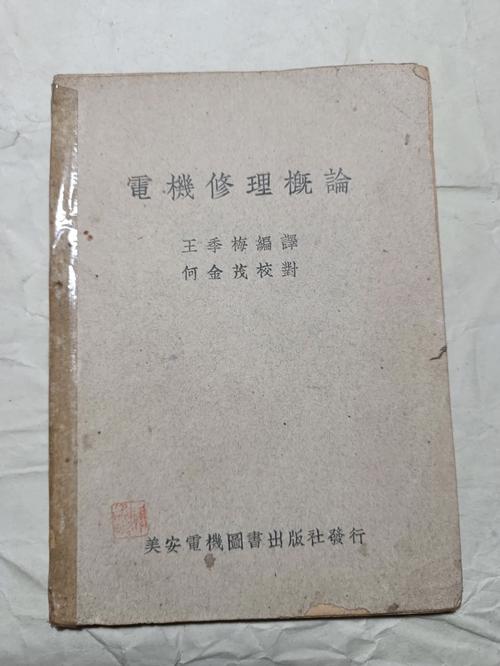 電機修理概論
王季梅編譯
何金茂校對
美安電機圖書出版社發行